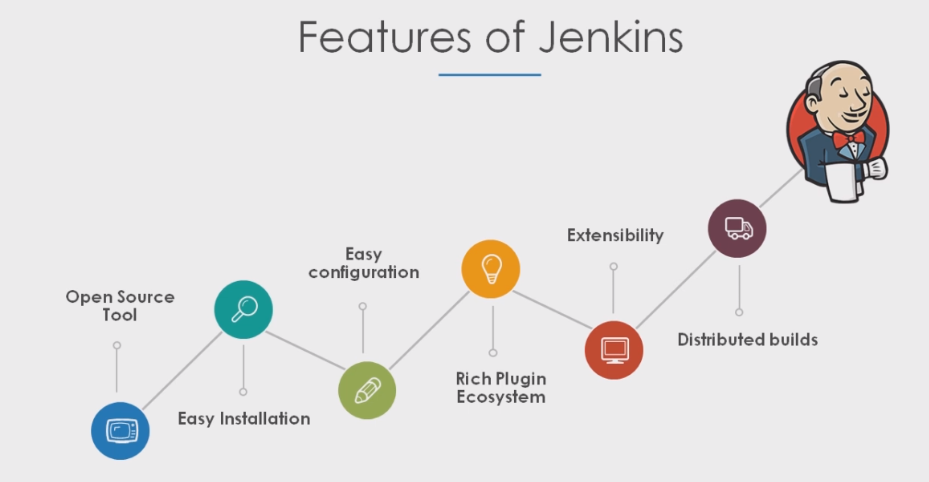 Features of Jenkins
Open Source
Tool
Easy Installation
Easy
configuration
Rich Plugin
Ecosystem
Extensibility
Distributed builds